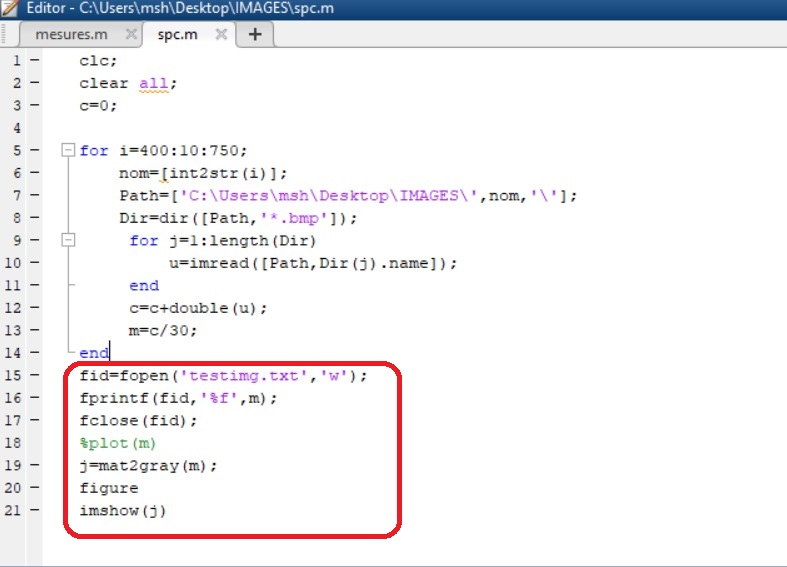 Editor - C:\Users\msh\Desktop\IMAGES\spc.m
mesures.m × spc.m × +
1 – clc;
2 – clear all;
3 – c=0;
4
5 – for i=400:10:750;
6 – nom=[int2str(i)];
7 – Path=['C:\Users\msh\Desktop\IMAGES\',nom,'\'];
8 – Dir=dir([Path,'*.bmp']);
9 – for j=1:length(Dir)
10 – u=imread([Path,Dir(j).name]);
11 – end
12 – c=c+double(u);
13 – m=c/30;
14 – end
15 – fid=fopen('testimg.txt','w');
16 – fprintf(fid,'%f',m);
17 – fclose(fid);
18 %plot(m)
19 – j=mat2gray(m);
20 – figure
21 – imshow(j)